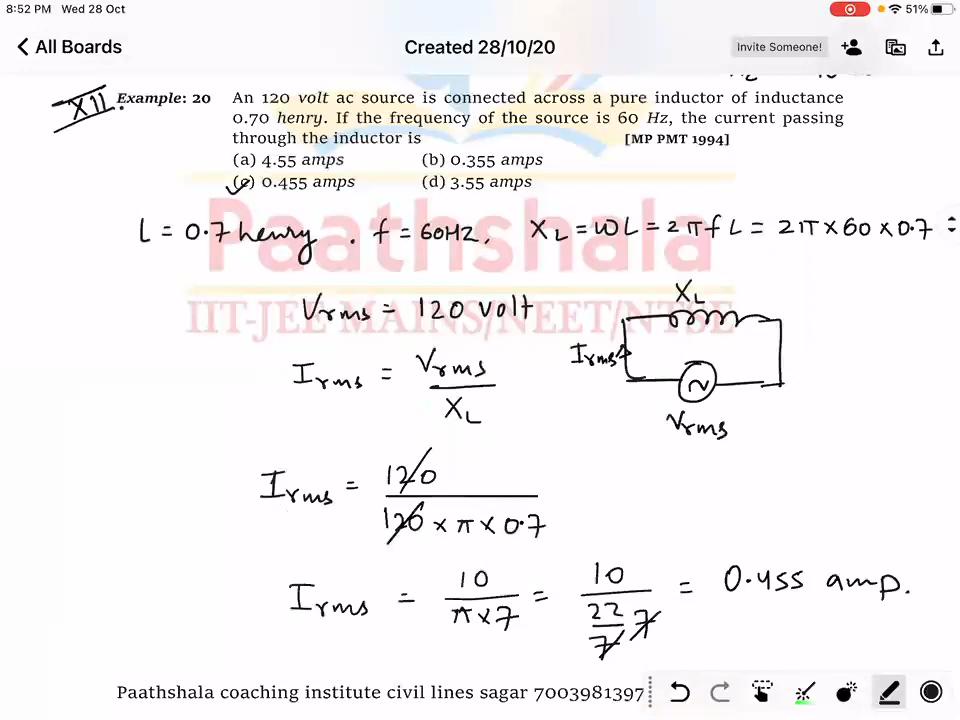 8:52 PM Wed 28 Oct
51%
All Boards
Created 28/10/20
Invite Someone!
XII
Example: 20 An 120 volt ac source is connected across a pure inductor of inductance
0.70 henry. If the frequency of the source is 60 Hz, the current passing
through the inductor is [MP PMT 1994]
(a) 4.55 amps (b) 0.355 amps
(c) 0.455 amps (d) 3.55 amps
L = 0.7 henry. f = 60Hz, XL = ωL = 2πfL = 2π×60×0.7 =
Paathshala
IIT-JEE MAINS/NEET/NTSE
Vrms = 120 volt
XL
Irms
Vrms
Irms = Vrms / XL
Irms = 120 / 120 × π × 0.7
Irms = 10 / π×7 = 10 / 22/7 7 = 0.455 amp.
Paathshala coaching institute civil lines sagar 7003981397